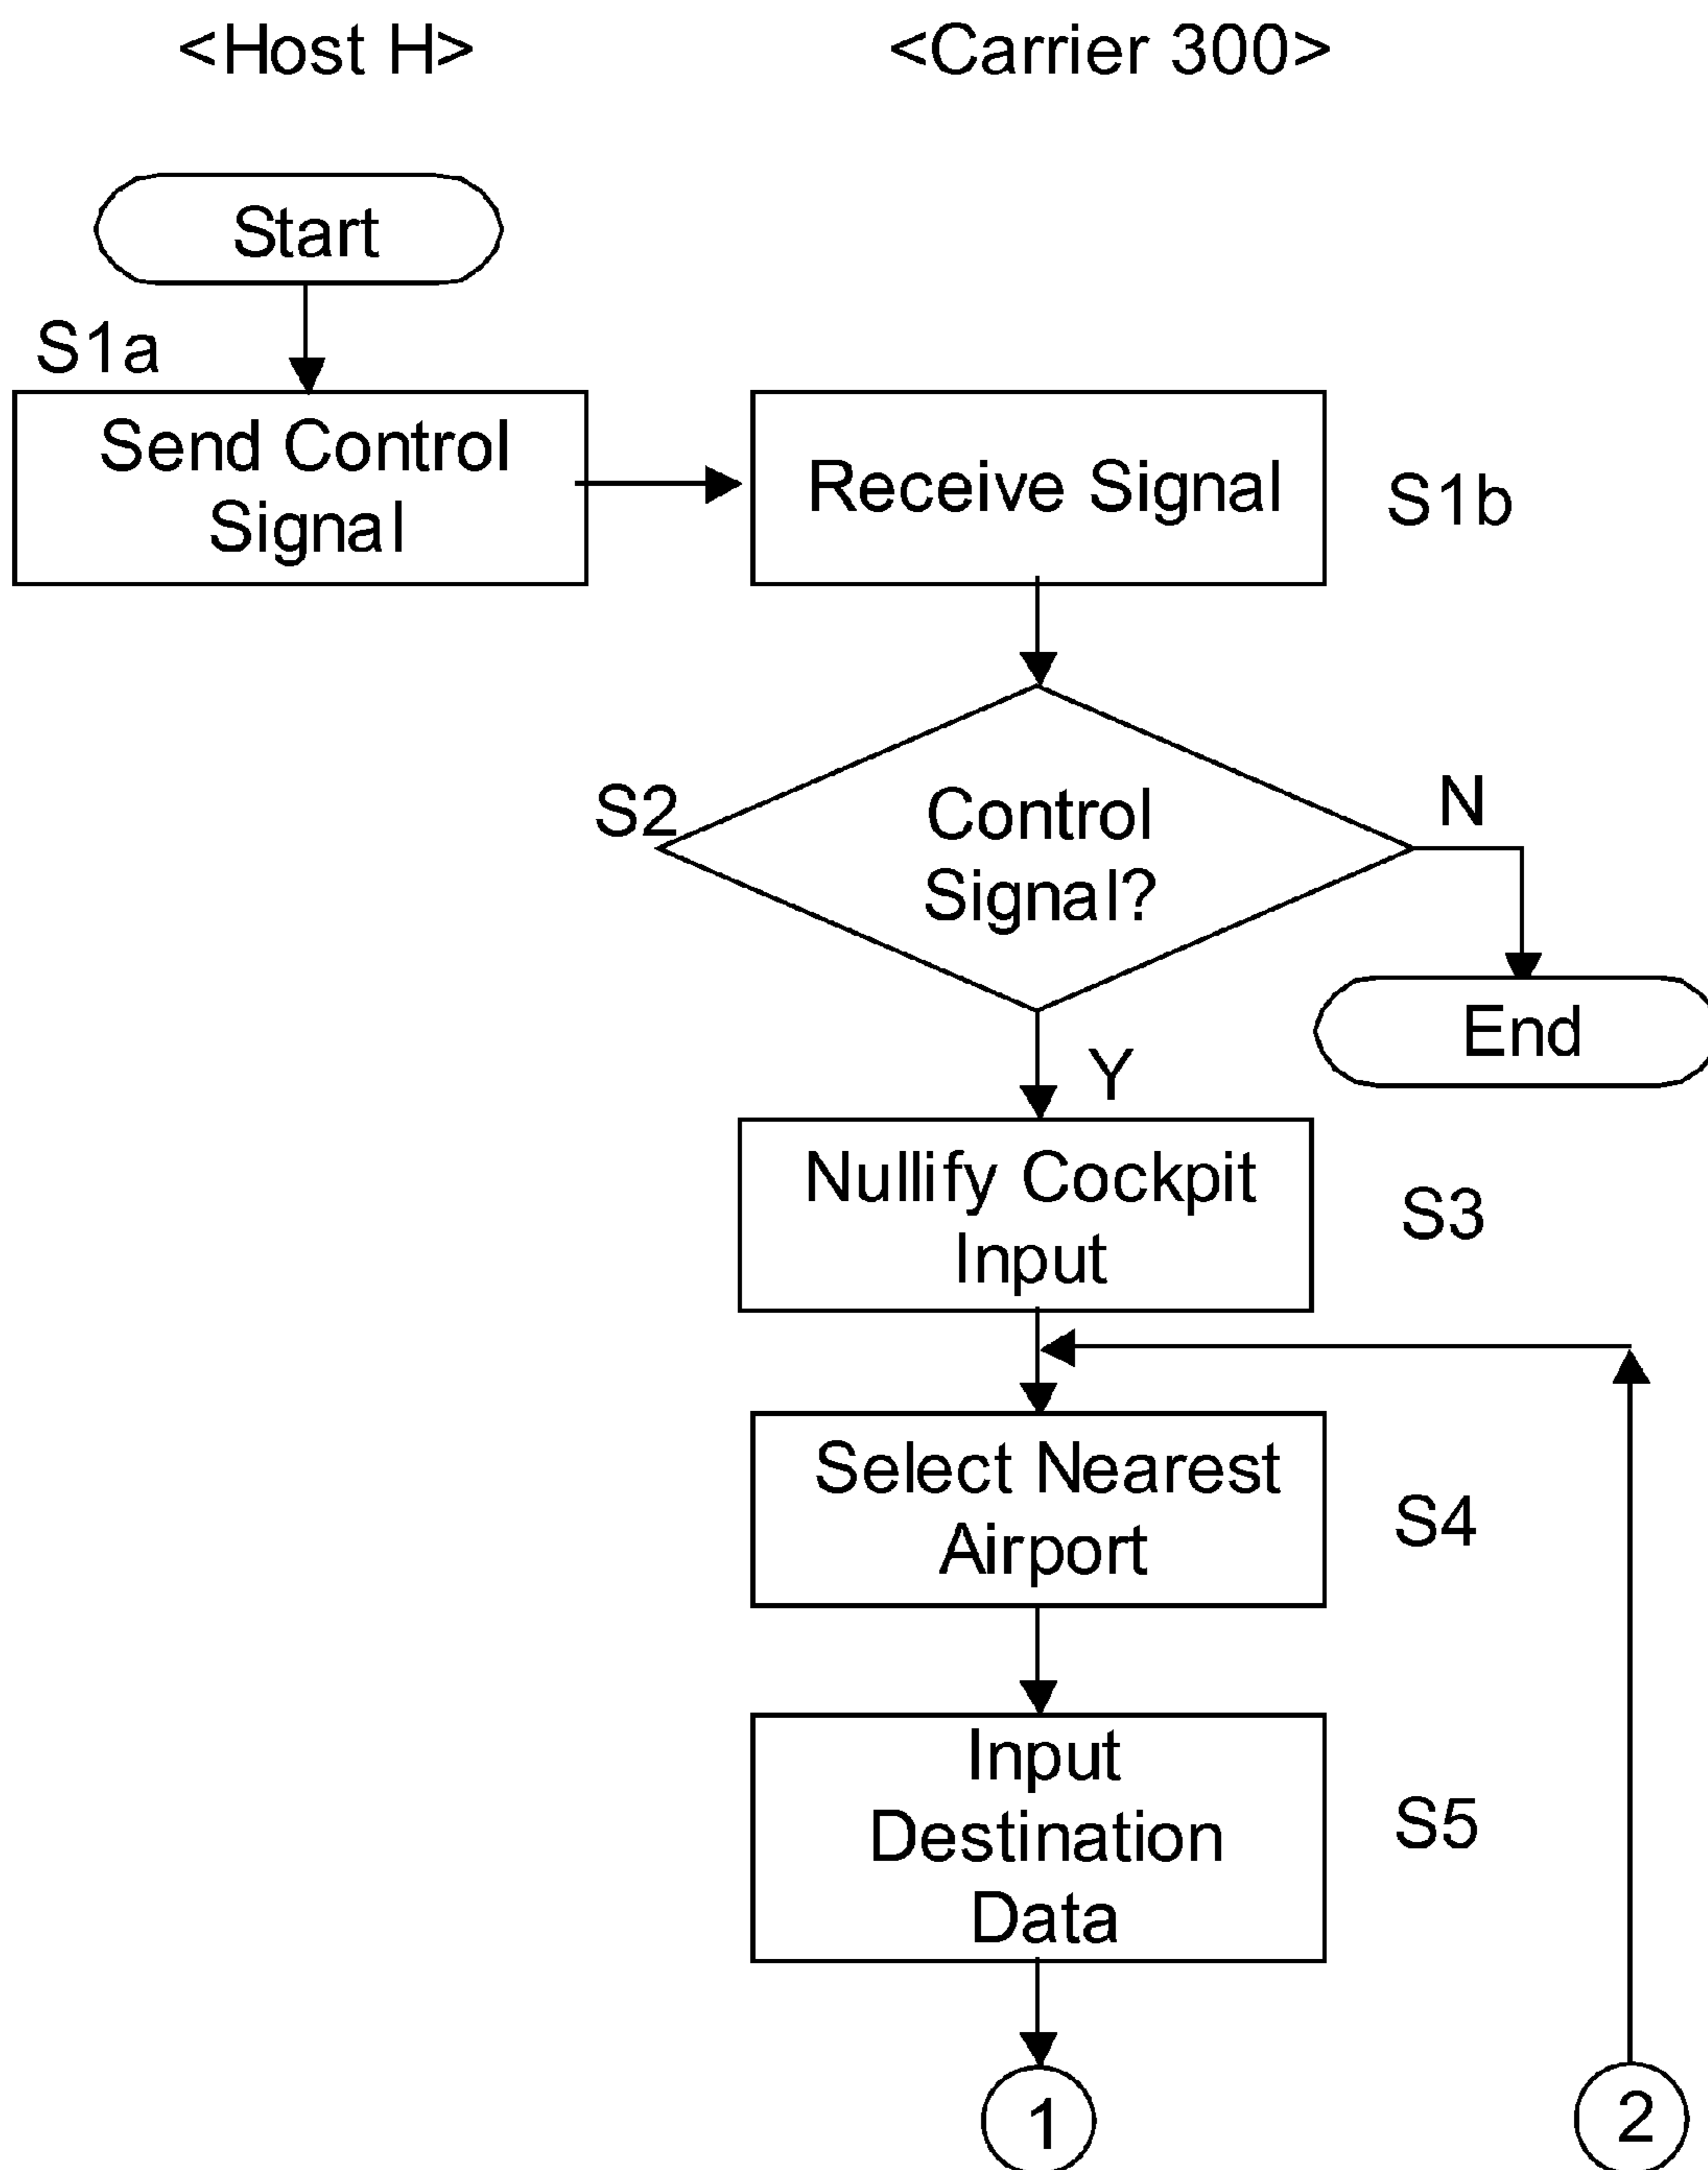 <Host H>
<Carrier 300>
Start
S1a
Send Control
Signal
Receive Signal
S1b
S2
Control
Signal?
N
End
Y
Nullify Cockpit
Input
S3
Select Nearest
Airport
S4
Input
Destination
Data
S5
1
2